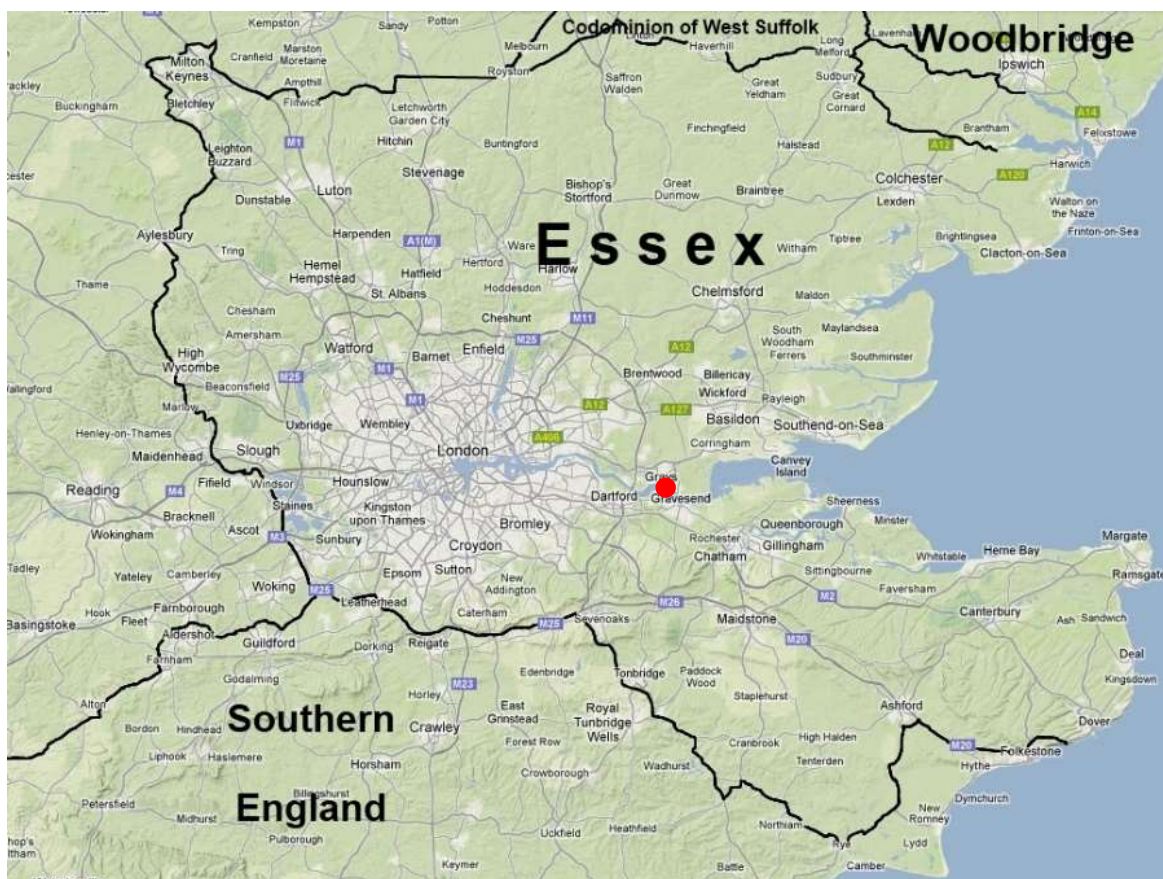 Kempston
Sandy
Potton
Codominion of West Suffolk
Lavenham
Woodbridge
Cranfield
Marston
Moretaine
Melbourn
Linton
Haverhill
Long
Melford
Ipswich
Milton
Keynes
Ampthill
Royston
Saffron
Walden
Sudbury
Great
Cornard
Great
Yeldham
Buckingham
Bletchley
Flitwick
Letchworth
Garden City
A14
Felixstowe
M1
Hitchin
Buntingford
Finchingfield
Halstead
Brantham
A12
Harwich
Leighton
Buzzard
Stevenage
Bishop's
Stortford
Great
Dunmow
Braintree
Colchester
A120
Luton
Lexden
Walton on
the Naze
Dunstable
Aylesbury
Harpenden
A1(M)
Ware
Essex
Witham
Tiptree
Brightlingsea
Frinton-on-Sea
Clacton-on-Sea
Tring
Hemel
Hempstead
Hatfield
Hertford
Harlow
Thame
St. Albans
Hoddesdon
Chelmsford
Maldon
Chesham
Cheshunt
M11
Amersham
Watford
Barnet
Enfield
M25
South
Woodham
Ferrers
Maylandsea
High
Wycombe
A12
Southminster
Beaconsfield
M25
M1
Brentwood
Billericay
Wickford
Rayleigh
Wallingford
Marlow
M1
A12
A127
Basildon
Henley-on-Thames
Uxbridge
Wembley
A406
Southend-on-Sea
Maidenhead
Slough
London
Corringham
Canvey
Island
Reading
M4
Fifield
Windsor
Hounslow
Grays
Staines
Dartford
Gravesend
Sheerness
Bracknell
Ascot
Kingston
upon Thames
Bromley
Queenborough
Minster
Wokingham
M3
Sunbury
Croydon
Rochester
Chatham
Gillingham
Whitstable
Herne Bay
Margate
Tadley
Yateley
Camberley
Epsom
Sutton
New
Addington
Sittingbourne
Faversham
Ramsgate
Woking
M25
Leatherhead
Caterham
M26
M2
Hook
Fleet
Farnborough
Basingstoke
Aldershot
Guildford
Dorking
Reigate
M25
Sevenoaks
Maidstone
M20
Canterbury
Ash
Sandwich
Farnham
Edenbridge
Tonbridge
Paddock
Wood
Deal
Godalming
M23
Horley
Staplehurst
Kingsdown
Alton
Southern
Crawley
East
Grinstead
Royal
Tunbridge
Wells
Ashford
Dover
Bordon
Hindhead
Forest Row
Cranbrook
High Halden
M20
Folkestone
Liphook
Haslemere
Horsham
Crowborough
Wadhurst
Tenterden
Hythe
England
Billingshurst
Dymchurch
Petersfield
Midhurst
Pulborough
Uckfield
Heathfield
Northiam
New
Romney
Rye
Lydd
Keymer
Battle
Camber